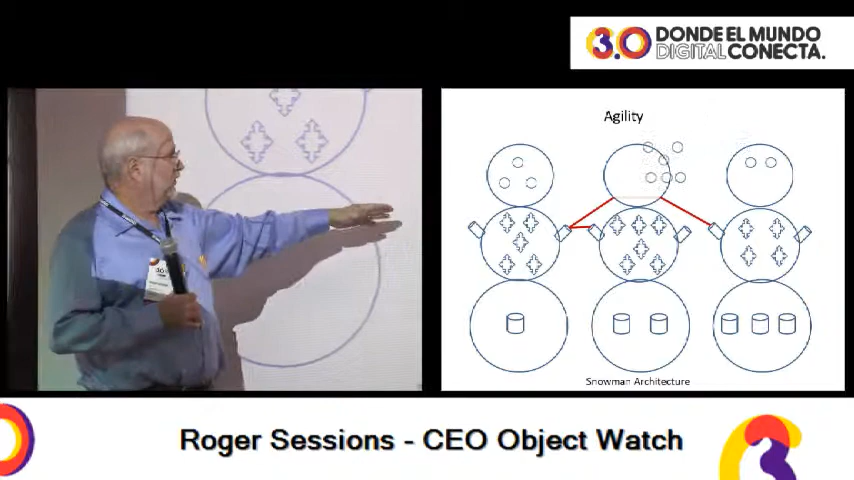 3.0 DONDE EL MUNDO
DIGITAL CONECTA.
Agility
Snowman Architecture
Roger Sessions - CEO Object Watch